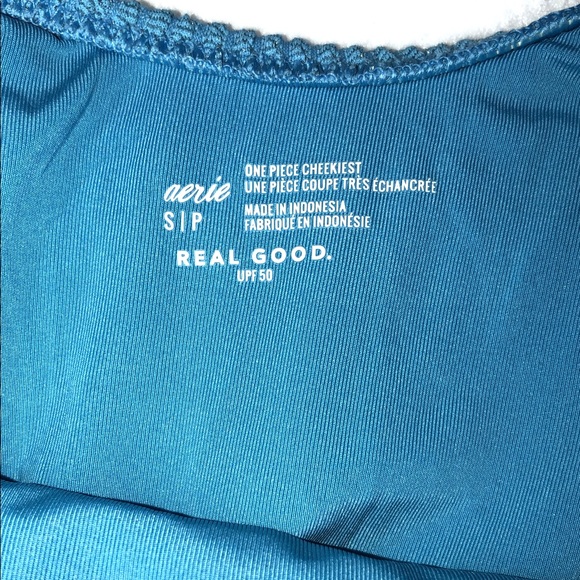 aerie
S|P
ONE PIECE CHEEKIEST
UNE PIÈCE COUPE TRÈS ÉCHANCRÉE
MADE IN INDONESIA
FABRIQUÉ EN INDONÉSIE
REAL GOOD.
UPF 50